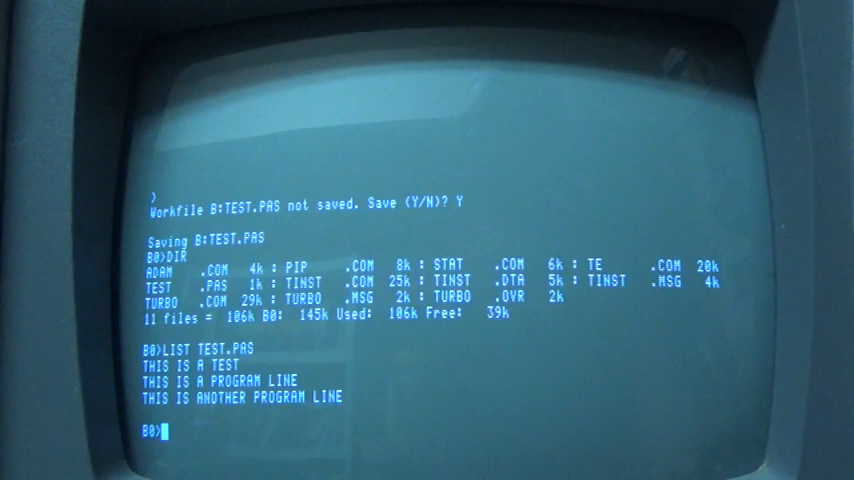 >
Workfile B:TEST.PAS not saved. Save (Y/N)? Y
Saving B:TEST.PAS
B0>DIR
ADAM .COM 4k : PIP .COM 8k : STAT .COM 6k : TE .COM 20k
TEST .PAS 1k : TINST .COM 25k : TINST .DTA 5k : TINST .MSG 4k
TURBO .COM 29k : TURBO .MSG 2k : TURBO .OVR 2k
11 files = 106k B0: 145k Used: 106k Free: 39k
B0>LIST TEST.PAS
THIS IS A TEST
THIS IS A PROGRAM LINE
THIS IS ANOTHER PROGRAM LINE
B0>